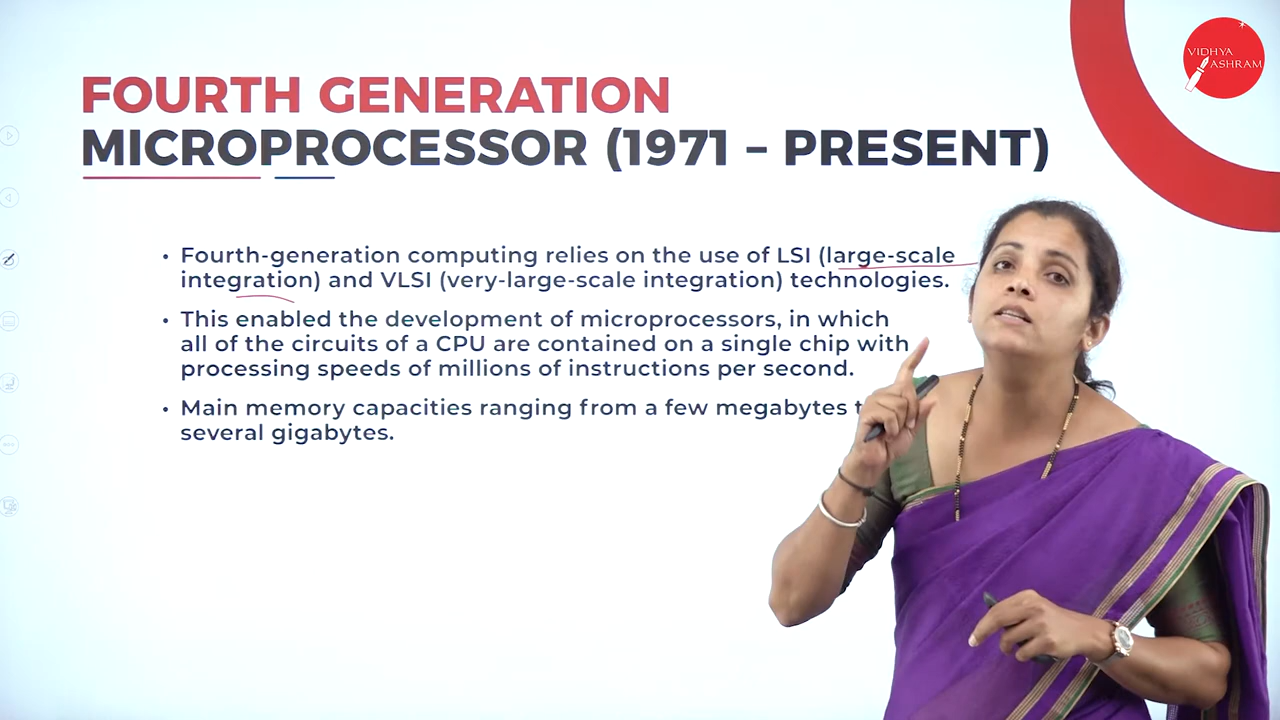 VIDHYA
ASHRAM
FOURTH GENERATION
MICROPROCESSOR (1971 – PRESENT)
• Fourth-generation computing relies on the use of LSI (large-scale
integration) and VLSI (very-large-scale integration) technologies.
• This enabled the development of microprocessors, in which
all of the circuits of a CPU are contained on a single chip with
processing speeds of millions of instructions per second.
• Main memory capacities ranging from a few megabytes
several gigabytes.